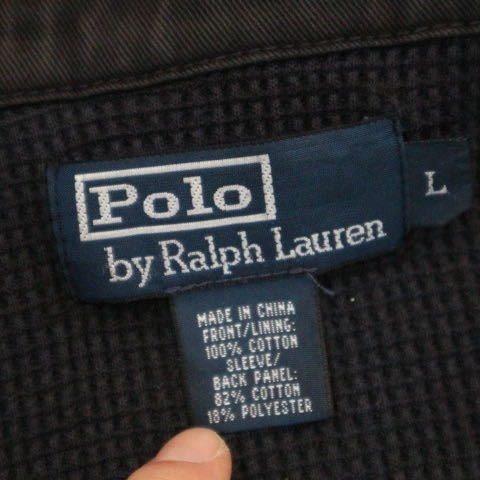 Polo
by Ralph Lauren
L
MADE IN CHINA
FRONT/LINING:
100% COTTON
SLEEVE/
BACK PANEL:
82% COTTON
18% POLYESTER